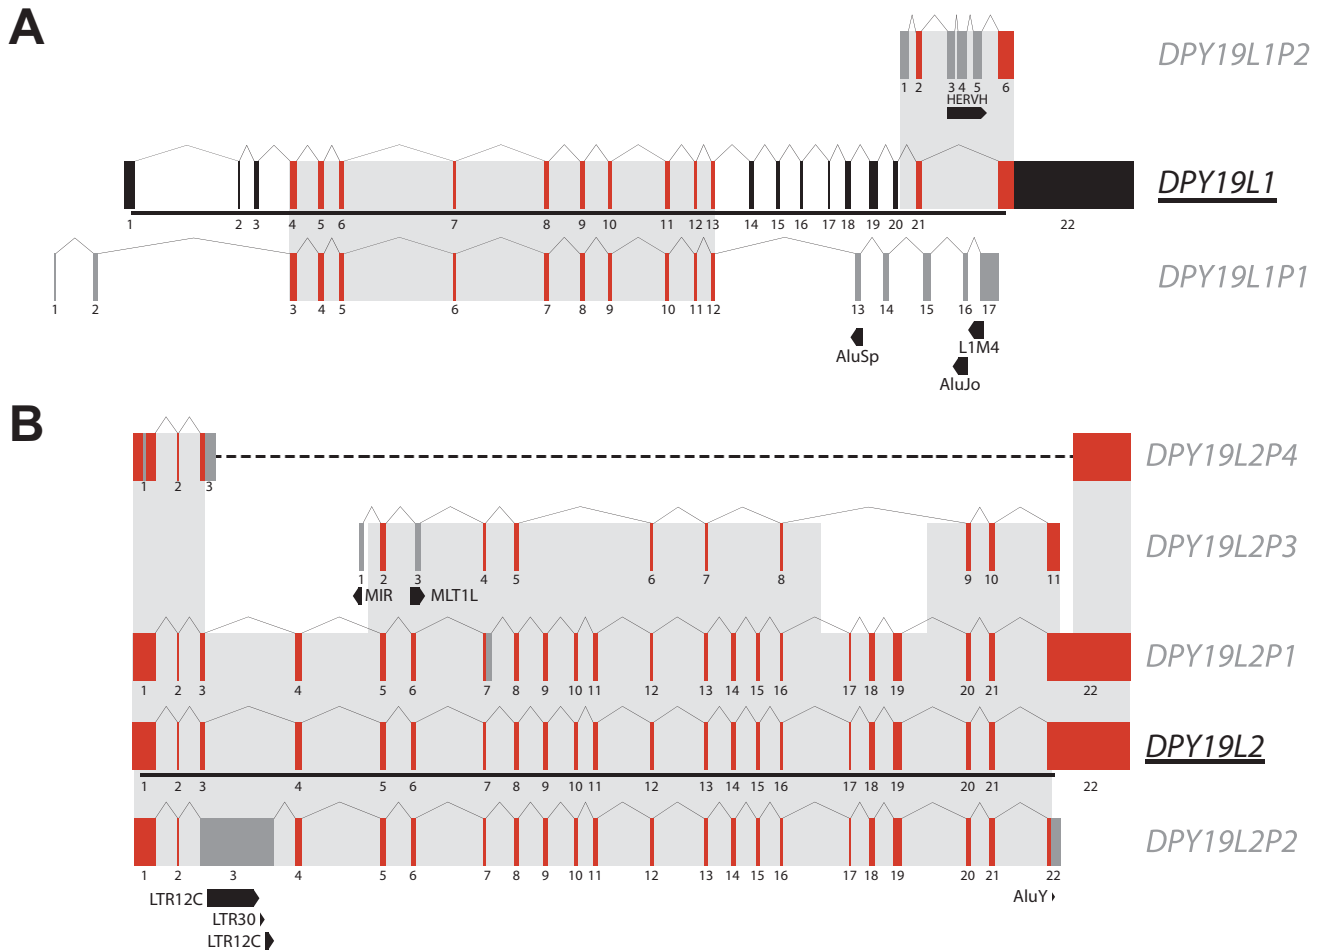 A
DPY19L1P2
1 2 3 4 5 6
HERVH
DPY19L1
1 2 3 4 5 6 7 8 9 10 11 12 13 14 15 16 17 18 19 20 21 22
DPY19L1P1
1 2 3 4 5 6 7 8 9 10 11 12 13 14 15 16 17
L1M4
AluSp
AluJo
B
DPY19L2P4
1 2 3
DPY19L2P3
1 2 3 4 5 6 7 8 9 10 11
MIR MLT1L
DPY19L2P1
1 2 3 4 5 6 7 8 9 10 11 12 13 14 15 16 17 18 19 20 21 22
DPY19L2
1 2 3 4 5 6 7 8 9 10 11 12 13 14 15 16 17 18 19 20 21 22
DPY19L2P2
1 2 3 4 5 6 7 8 9 10 11 12 13 14 15 16 17 18 19 20 21 22
LTR12C AluY
LTR30
LTR12C